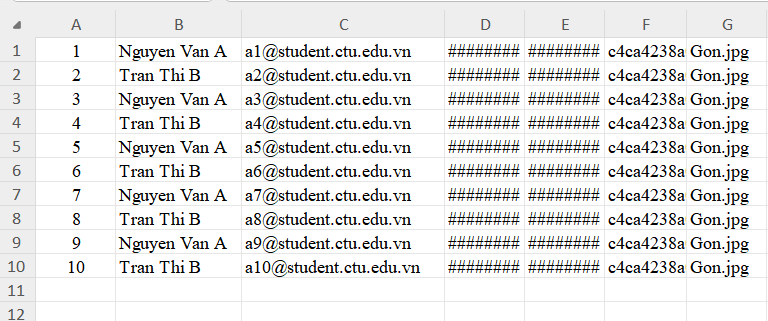 A B C D E F G
1 1 Nguyen Van A a1@student.ctu.edu.vn ######## ######## c4ca4238a Gon.jpg
2 2 Tran Thi B a2@student.ctu.edu.vn ######## ######## c4ca4238a Gon.jpg
3 3 Nguyen Van A a3@student.ctu.edu.vn ######## ######## c4ca4238a Gon.jpg
4 4 Tran Thi B a4@student.ctu.edu.vn ######## ######## c4ca4238a Gon.jpg
5 5 Nguyen Van A a5@student.ctu.edu.vn ######## ######## c4ca4238a Gon.jpg
6 6 Tran Thi B a6@student.ctu.edu.vn ######## ######## c4ca4238a Gon.jpg
7 7 Nguyen Van A a7@student.ctu.edu.vn ######## ######## c4ca4238a Gon.jpg
8 8 Tran Thi B a8@student.ctu.edu.vn ######## ######## c4ca4238a Gon.jpg
9 9 Nguyen Van A a9@student.ctu.edu.vn ######## ######## c4ca4238a Gon.jpg
10 10 Tran Thi B a10@student.ctu.edu.vn ######## ######## c4ca4238a Gon.jpg
11
12